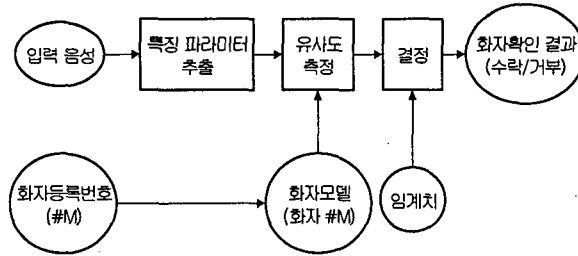 입력 음성
특징 파라미터
추출
유사도
측정
결정
화자확인 결과
(수락/거부)
화자등록번호
(#M)
화자모델
(화자 #M)
임계치